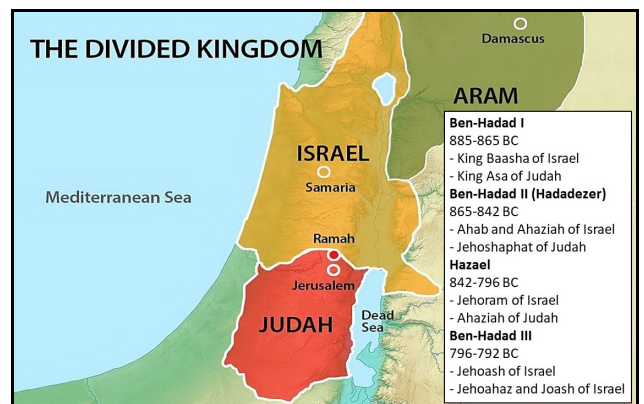 THE DIVIDED KINGDOM
Damascus
ARAM
ISRAEL
Samaria
Mediterranean Sea
Ramah
Jerusalem
JUDAH
Dead
Sea
Ben-Hadad I
885-865 BC
- King Baasha of Israel
- King Asa of Judah
Ben-Hadad II (Hadadezer)
865-842 BC
- Ahab and Ahaziah of Israel
- Jehoshaphat of Judah
Hazael
842-796 BC
- Jehoram of Israel
- Ahaziah of Judah
Ben-Hadad III
796-792 BC
- Jehoash of Israel
- Jehoahaz and Joash of Israel